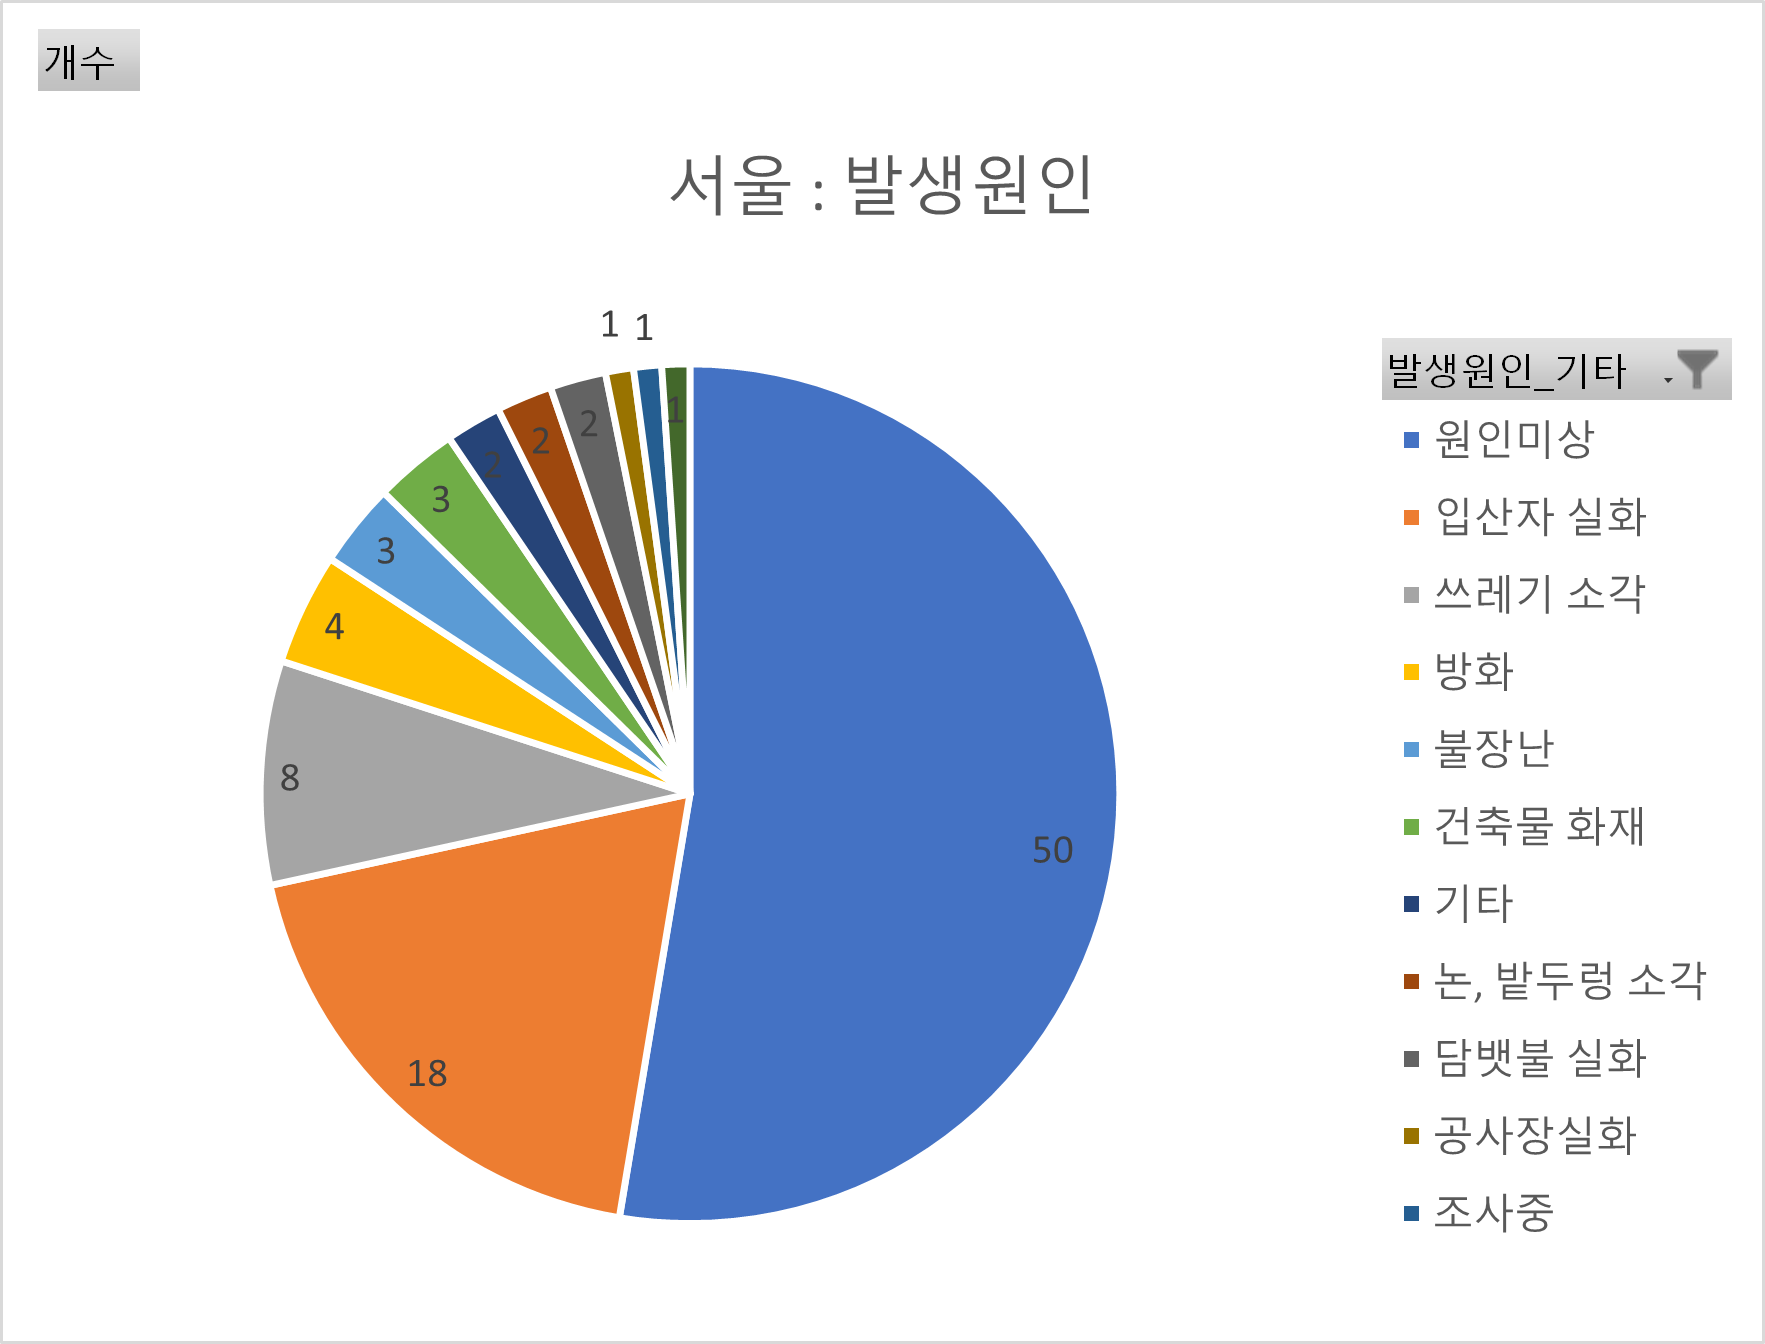 개수
서울 : 발생원인
1 1
1
2
2
2
3
3
4
8
18
50
발생원인_기타
원인미상
입산자 실화
쓰레기 소각
방화
불장난
건축물 화재
기타
논, 밭두렁 소각
담뱃불 실화
공사장실화
조사중